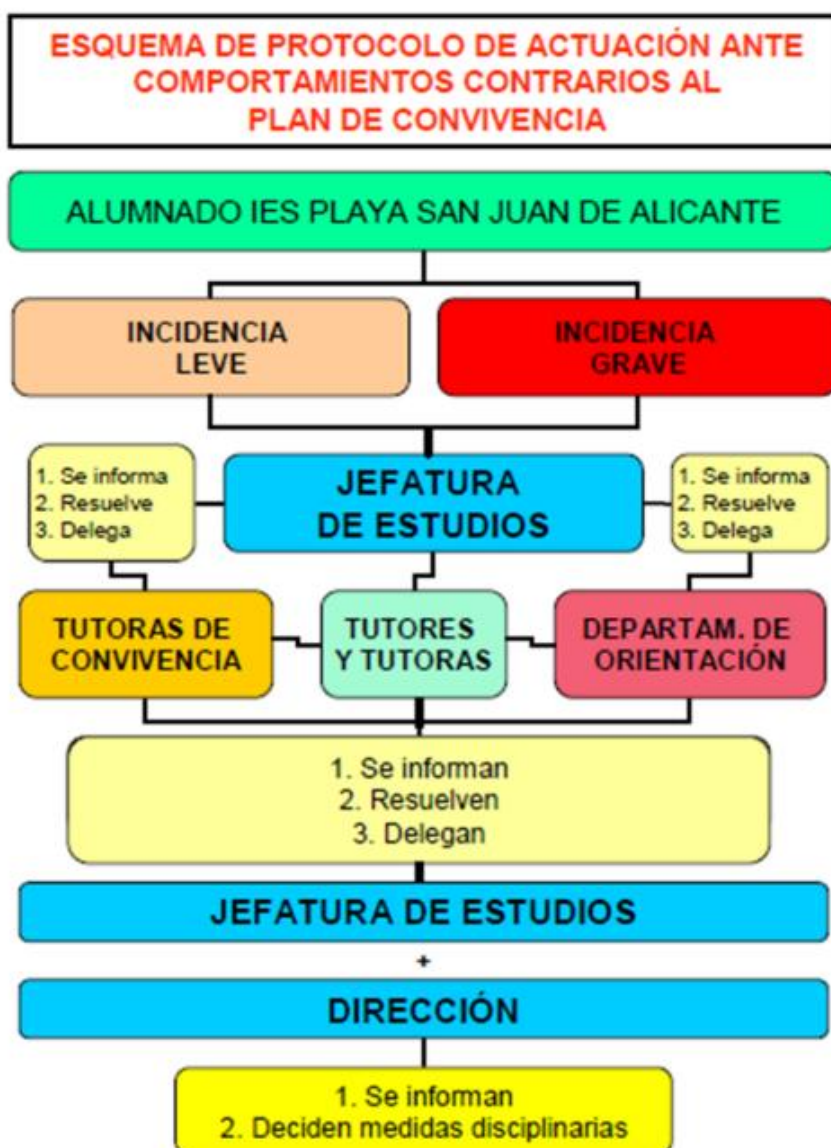 ESQUEMA DE PROTOCOLO DE ACTUACIÓN ANTE
COMPORTAMIENTOS CONTRARIOS AL
PLAN DE CONVIVENCIA
ALUMNADO IES PLAYA SAN JUAN DE ALICANTE
INCIDENCIA
LEVE
INCIDENCIA
GRAVE
1. Se informa
2. Resuelve
3. Delega
JEFATURA
DE ESTUDIOS
1. Se informa
2. Resuelve
3. Delega
TUTORAS DE
CONVIVENCIA
TUTORES
Y TUTORAS
DEPARTAM. DE
ORIENTACIÓN
1. Se informan
2. Resuelven
3. Delegan
JEFATURA DE ESTUDIOS
+
DIRECCIÓN
1. Se informan
2. Deciden medidas disciplinarias